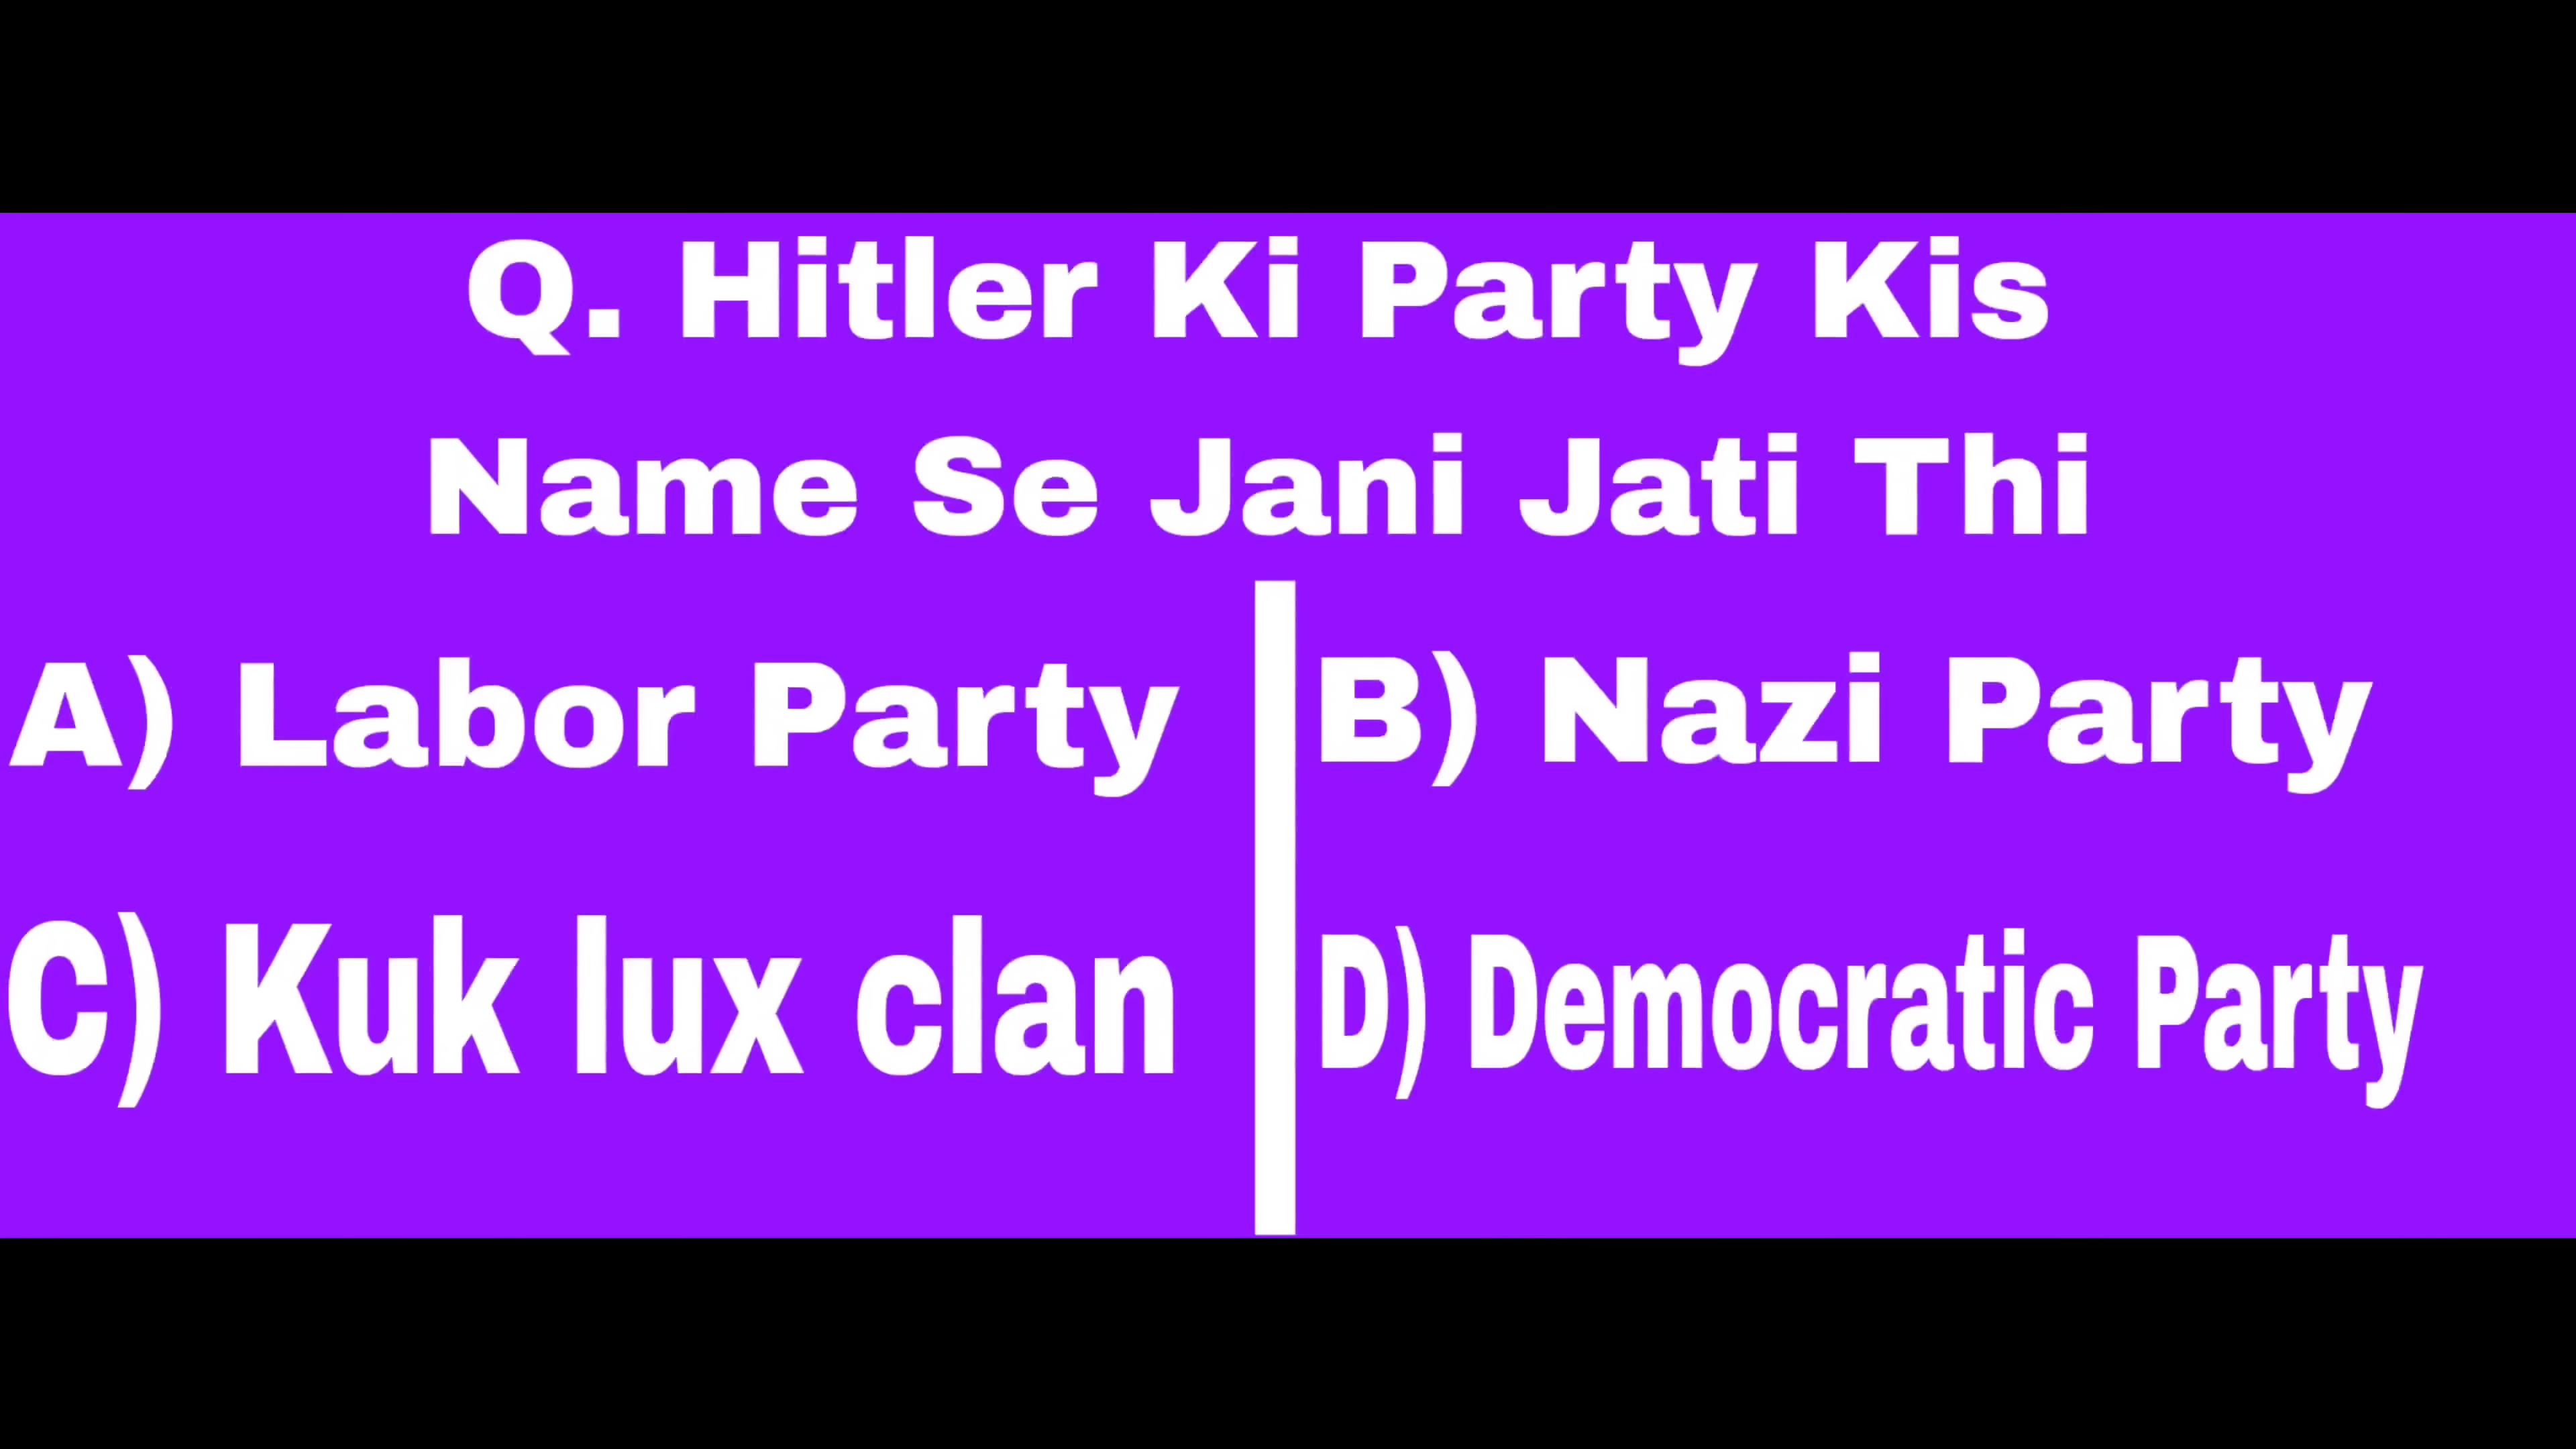 Q. Hitler Ki Party Kis
Name Se Jani Jati Thi
A) Labor Party
B) Nazi Party
C) Kuk lux clan
D) Democratic Party